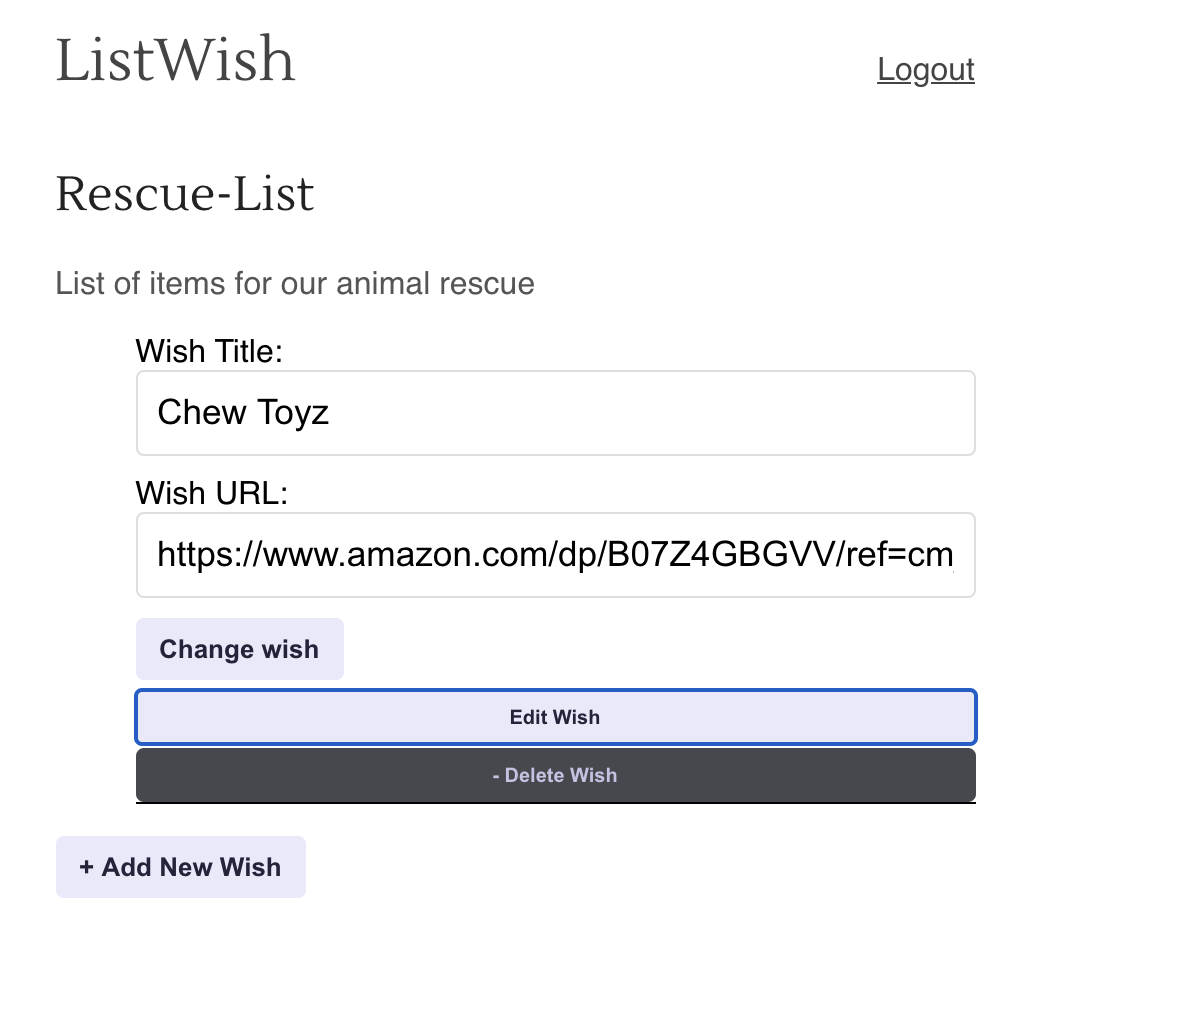 ListWish
Logout
Rescue-List
List of items for our animal rescue
Wish Title:
Chew Toyz
Wish URL:
https://www.amazon.com/dp/B07Z4GBGVV/ref=cm
Change wish
Edit Wish
- Delete Wish
+ Add New Wish